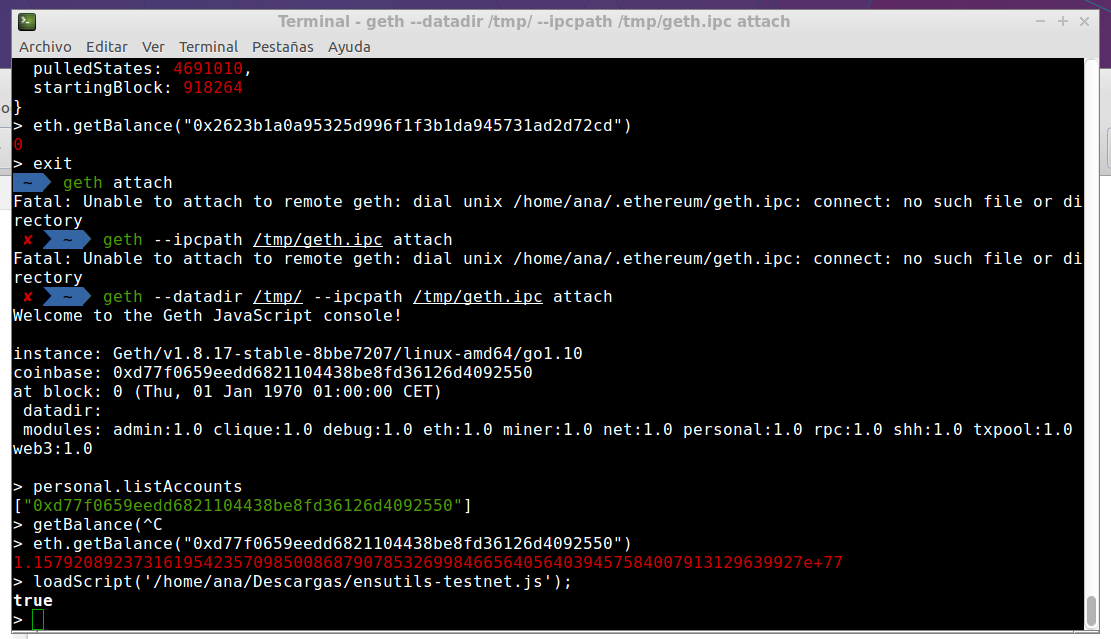 Terminal - geth --datadir /tmp/ --ipcpath /tmp/geth.ipc attach
Archivo Editar Ver Terminal Pestañas Ayuda
  pulledStates: 4691010,
  startingBlock: 918264
}
> eth.getBalance("0x2623b1a0a95325d996f1f3b1da945731ad2d72cd")
0
> exit
~ geth attach
Fatal: Unable to attach to remote geth: dial unix /home/ana/.ethereum/geth.ipc: connect: no such file or di
rectory
✘ ~ geth --ipcpath /tmp/geth.ipc attach
Fatal: Unable to attach to remote geth: dial unix /home/ana/.ethereum/geth.ipc: connect: no such file or di
rectory
✘ ~ geth --datadir /tmp/ --ipcpath /tmp/geth.ipc attach
Welcome to the Geth JavaScript console!

instance: Geth/v1.8.17-stable-8bbe7207/linux-amd64/go1.10
coinbase: 0xd77f0659eedd6821104438be8fd36126d4092550
at block: 0 (Thu, 01 Jan 1970 01:00:00 CET)
 datadir:
 modules: admin:1.0 clique:1.0 debug:1.0 eth:1.0 miner:1.0 net:1.0 personal:1.0 rpc:1.0 shh:1.0 txpool:1.0
web3:1.0

> personal.listAccounts
["0xd77f0659eedd6821104438be8fd36126d4092550"]
> getBalance(^C
> eth.getBalance("0xd77f0659eedd6821104438be8fd36126d4092550")
1.15792089237316195423570985008687907853269984665640564039457584007913129639927e+77
> loadScript('/home/ana/Descargas/ensutils-testnet.js');
true
>